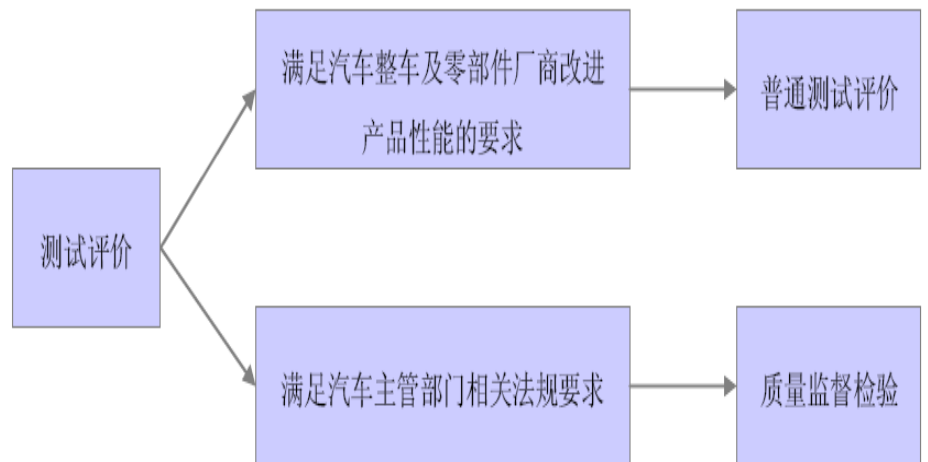 满足汽车整车及零部件厂商改进
产品性能的要求
普通测试评价
测试评价
满足汽车主管部门相关法规要求
质量监督检验